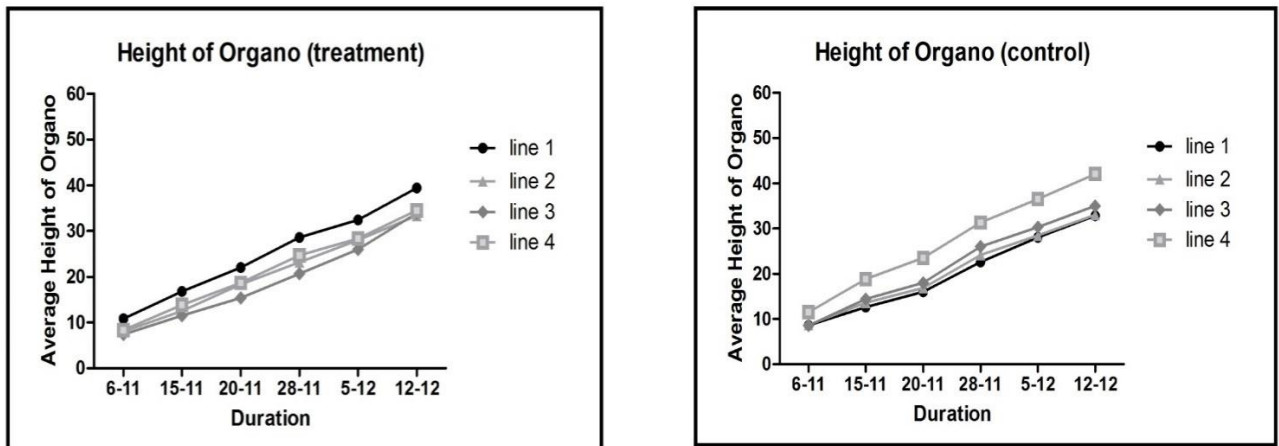 Height of Organo (treatment)
Average Height of Organo
60
50
40
30
20
10
0
6-11 15-11 20-11 28-11 5-12 12-12
Duration
line 1
line 2
line 3
line 4
Height of Organo (control)
Average Height of Organo
60
50
40
30
20
10
0
6-11 15-11 20-11 28-11 5-12 12-12
Duration
line 1
line 2
line 3
line 4